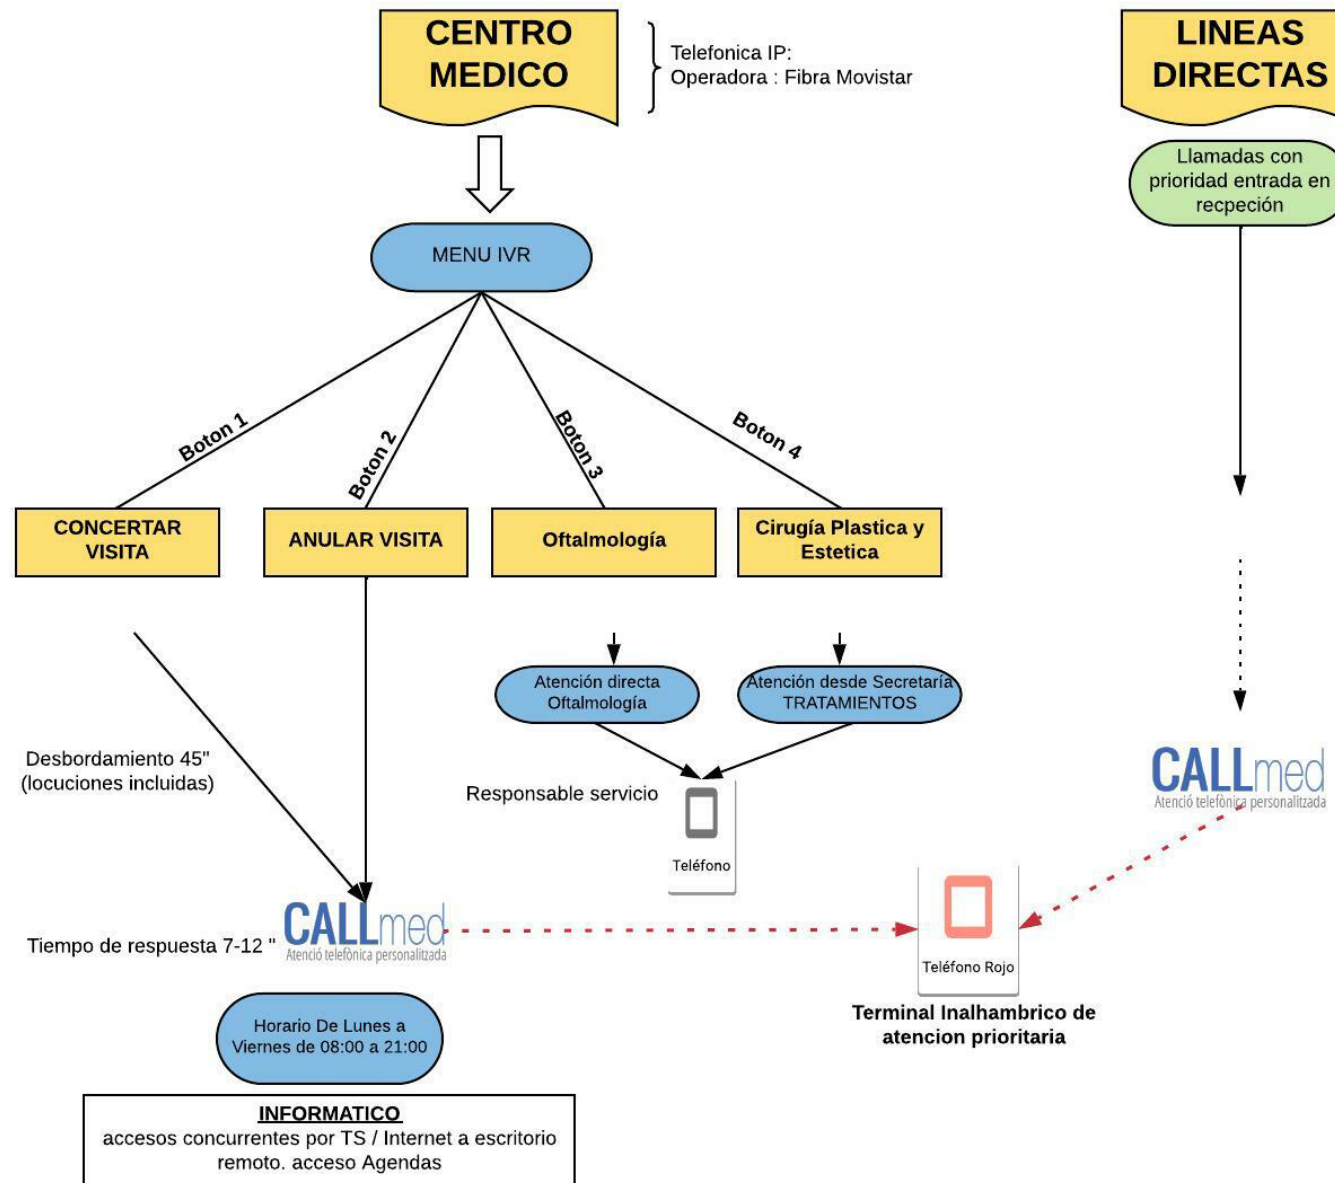 CENTRO
MEDICO
Telefonica IP:
Operadora : Fibra Movistar
LINEAS
DIRECTAS
Llamadas con
prioridad entrada en
recpeción
MENU IVR
Boton 1
Boton 2
Boton 3
Boton 4
CONCERTAR
VISITA
ANULAR VISITA
Oftalmología
Cirugía Plastica y
Estetica
Atención directa
Oftalmología
Atención desde Secretaría
TRATAMIENTOS
Desbordamiento 45"
(locuciones incluidas)
Responsable servicio
Teléfono
CALLmed
Atenció telefònica personalitzada
Tiempo de respuesta 7-12 "
CALLmed
Atenció telefònica personalitzada
Teléfono Rojo
Terminal Inalhambrico de
atencion prioritaria
Horario De Lunes a
Viernes de 08:00 a 21:00
INFORMATICO
accesos concurrentes por TS / Internet a escritorio
remoto. acceso Agendas